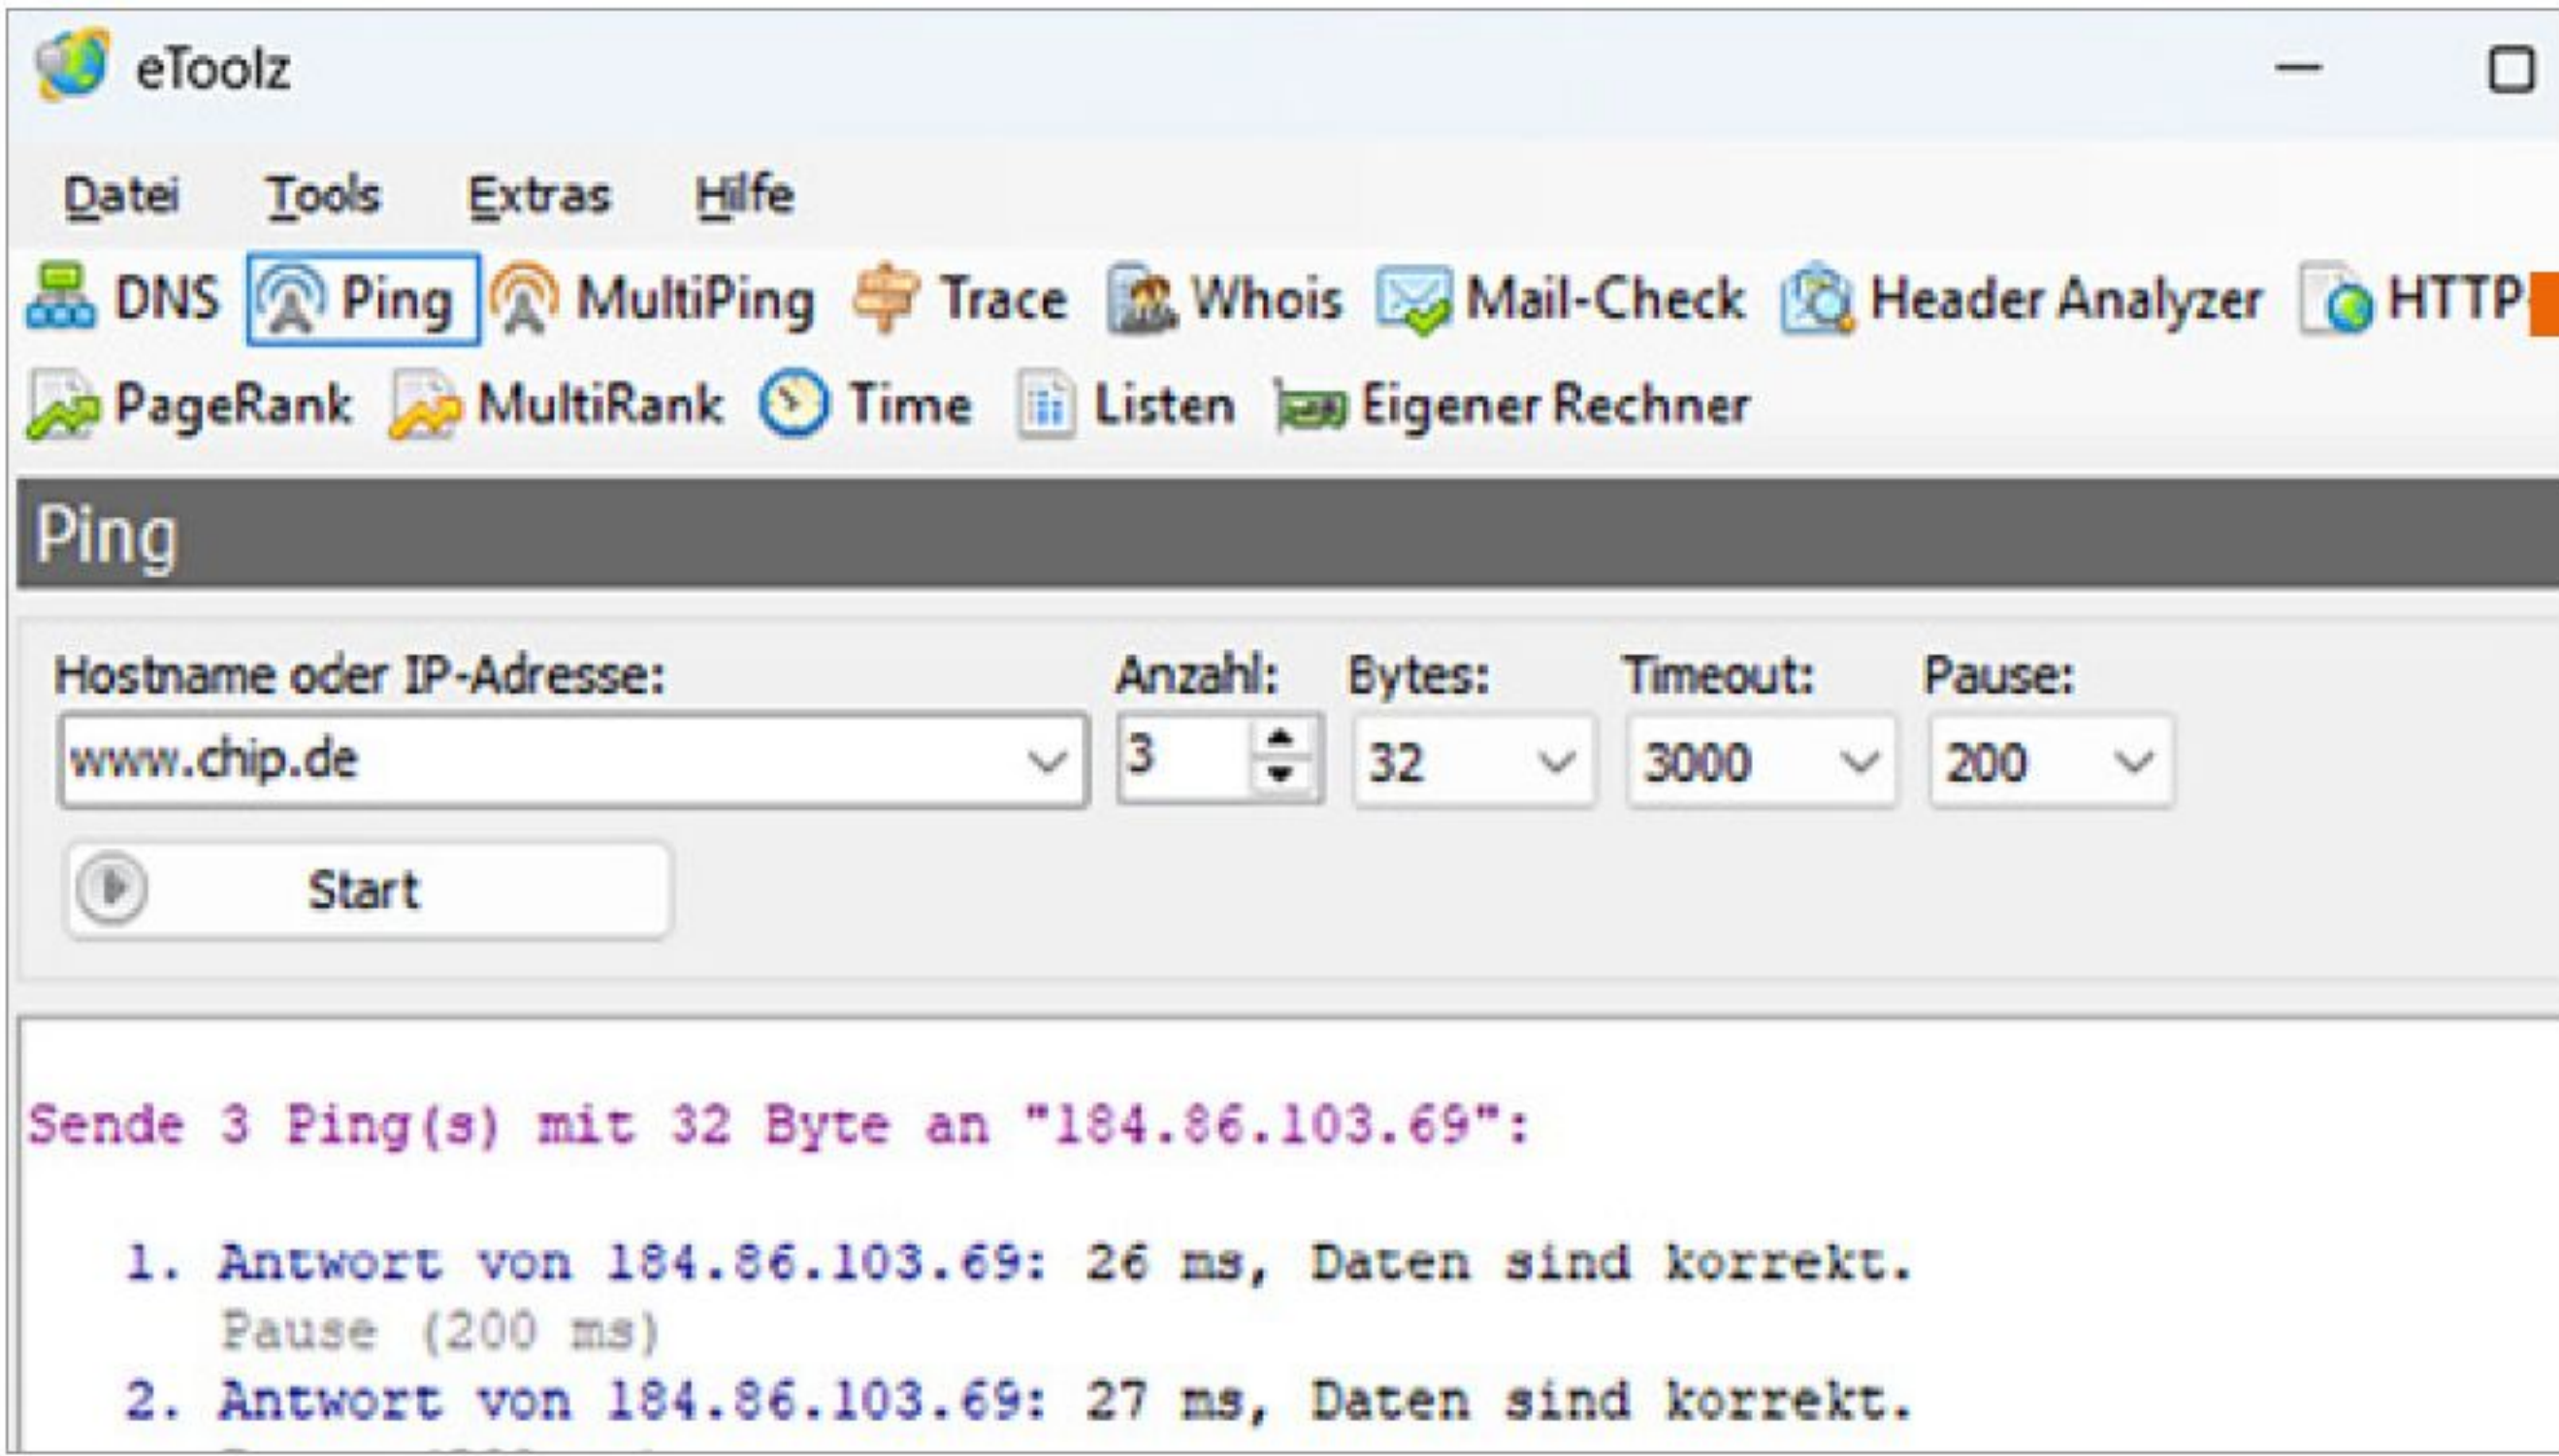 eToolz
Datei Tools Extras Hilfe
DNS Ping MultiPing Trace Whois Mail-Check Header Analyzer HTTP
PageRank MultiRank Time Listen Eigener Rechner
Ping
Hostname oder IP-Adresse: Anzahl: Bytes: Timeout: Pause:
www.chip.de 3 32 3000 200
Start
Sende 3 Ping(s) mit 32 Byte an "184.86.103.69":
1. Antwort von 184.86.103.69: 26 ms, Daten sind korrekt.
Pause (200 ms)
2. Antwort von 184.86.103.69: 27 ms, Daten sind korrekt.